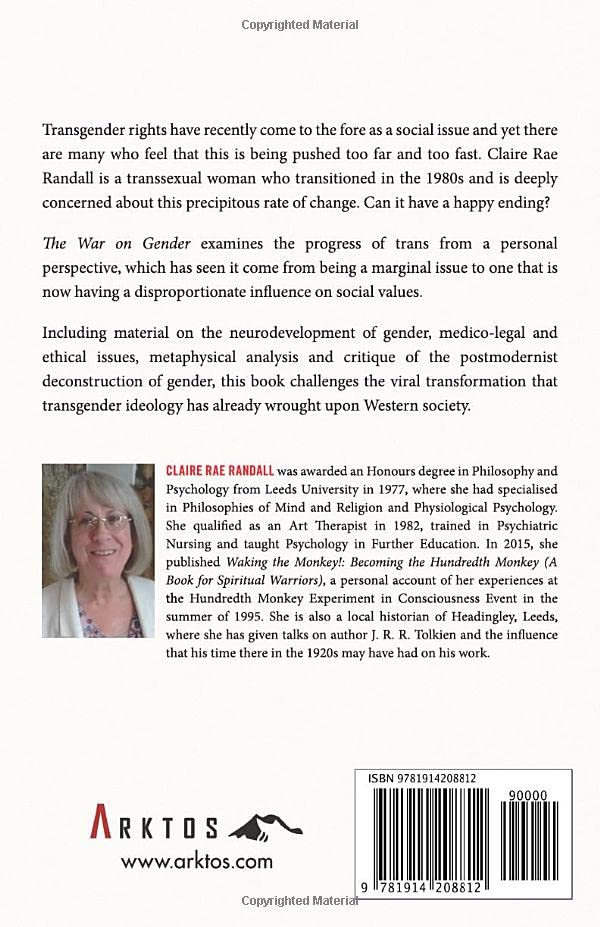 Copyrighted Material
Transgender rights have recently come to the fore as a social issue and yet there
are many who feel that this is being pushed too far and too fast. Claire Rae
Randall is a transsexual woman who transitioned in the 1980s and is deeply
concerned about this precipitous rate of change. Can it have a happy ending?
The War on Gender examines the progress of trans from a personal
perspective, which has seen it come from being a marginal issue to one that is
now having a disproportionate influence on social values.
Including material on the neurodevelopment of gender, medico-legal and
ethical issues, metaphysical analysis and critique of the postmodernist
deconstruction of gender, this book challenges the viral transformation that
transgender ideology has already wrought upon Western society.
CLAIRE RAE RANDALL was awarded an Honours degree in Philosophy and
Psychology from Leeds University in 1977, where she had specialised
in Philosophies of Mind and Religion and Physiological Psychology.
She qualified as an Art Therapist in 1982, trained in Psychiatric
Nursing and taught Psychology in Further Education. In 2015, she
published Waking the Monkey!: Becoming the Hundredth Monkey (A
Book for Spiritual Warriors), a personal account of her experiences at
the Hundredth Monkey Experiment in Consciousness Event in the
summer of 1995. She is also a local historian of Headingley, Leeds,
where she has given talks on author J. R. R. Tolkien and the influence
that his time there in the 1920s may have had on his work.
ARKTOS
www.arktos.com
ISBN 9781914208812
90000
9 781914 208812
Copyrighted Material